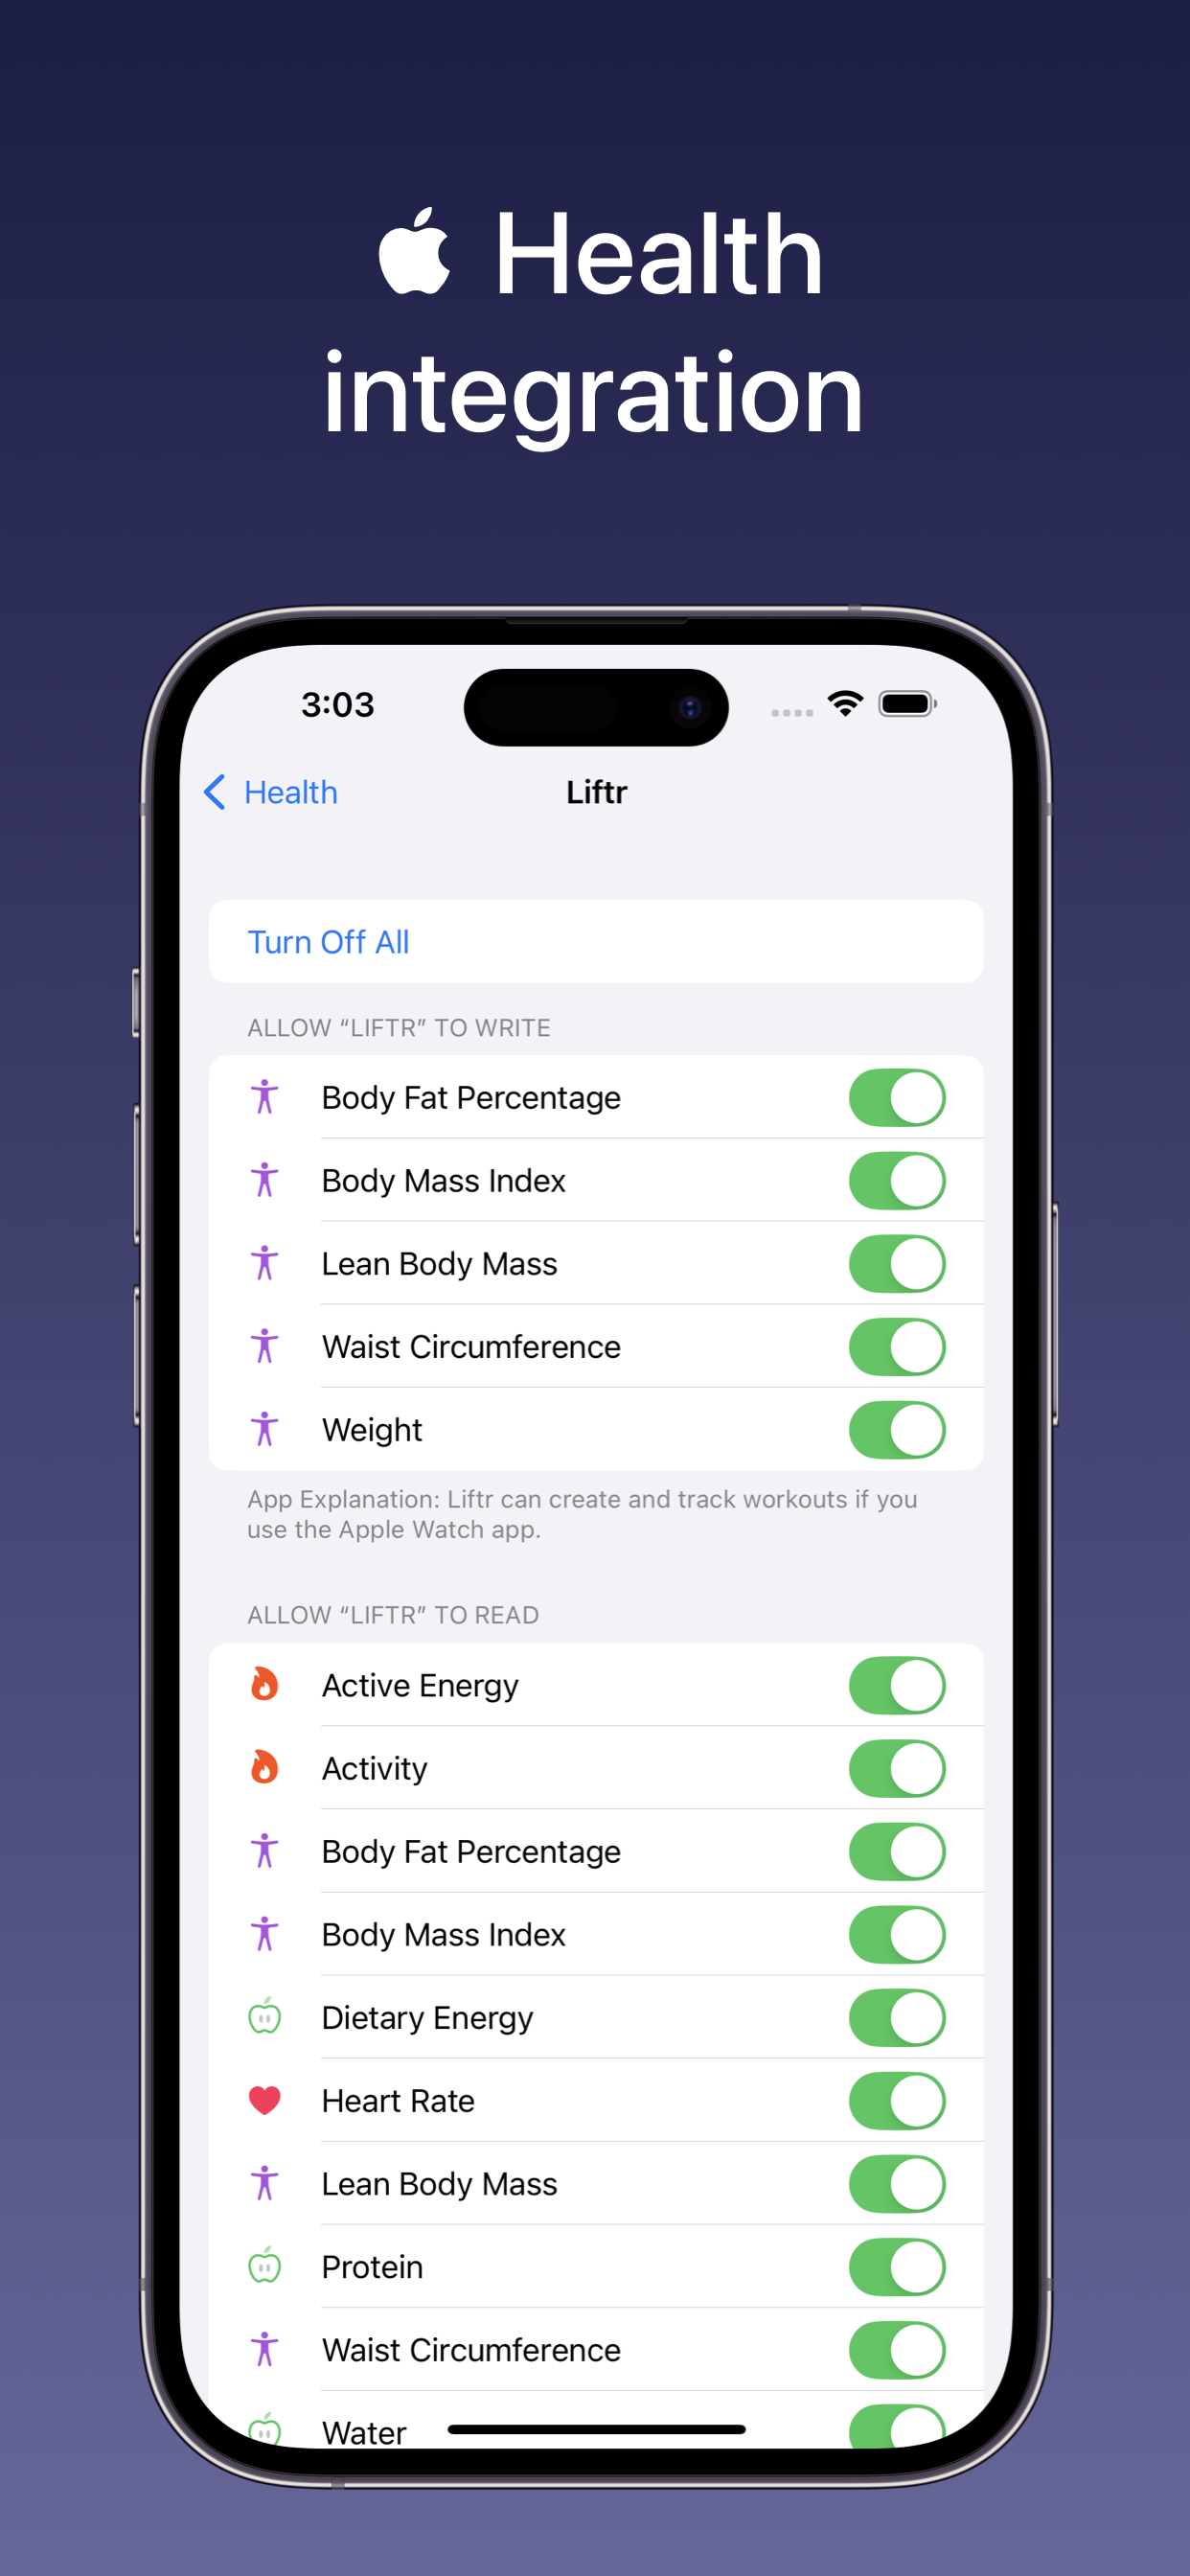 Health
integration
3:03
Health
Liftr
Turn Off All
ALLOW “LIFTR” TO WRITE
Body Fat Percentage
Body Mass Index
Lean Body Mass
Waist Circumference
Weight
App Explanation: Liftr can create and track workouts if you
use the Apple Watch app.
ALLOW “LIFTR” TO READ
Active Energy
Activity
Body Fat Percentage
Body Mass Index
Dietary Energy
Heart Rate
Lean Body Mass
Protein
Waist Circumference
Water